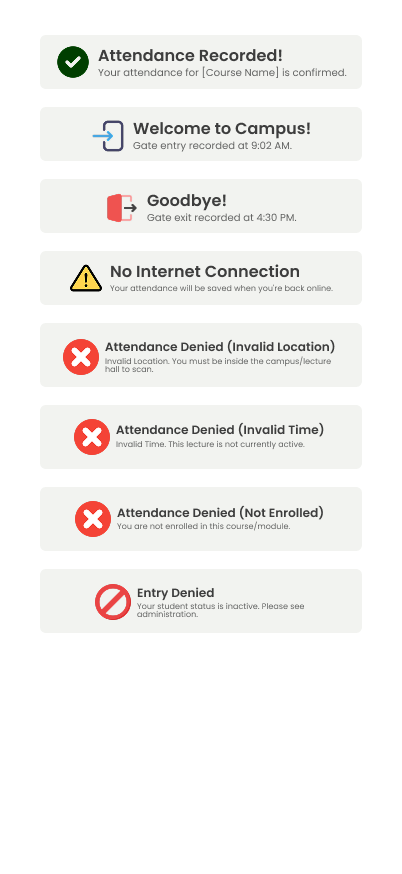 Attendance Recorded!
Your attendance for [Course Name] is confirmed.
Welcome to Campus!
Gate entry recorded at 9:02 AM.
Goodbye!
Gate exit recorded at 4:30 PM.
No Internet Connection
Your attendance will be saved when you're back online.
Attendance Denied (Invalid Location)
Invalid Location. You must be inside the campus/lecture
hall to scan.
Attendance Denied (Invalid Time)
Invalid Time. This lecture is not currently active.
Attendance Denied (Not Enrolled)
You are not enrolled in this course/module.
Entry Denied
Your student status is inactive. Please see
administration.